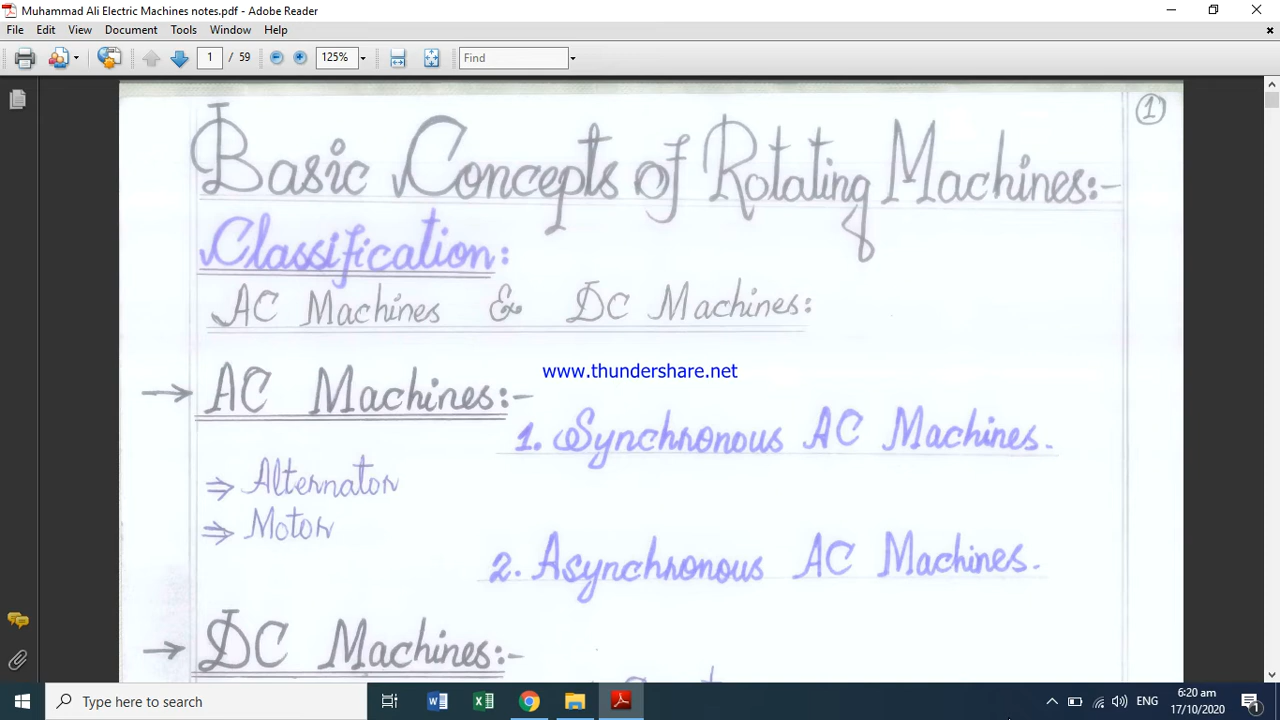 Muhammad Ali Electric Machines notes.pdf - Adobe Reader
File Edit View Document Tools Window Help
1 / 59 125% Find
1
Basic Concepts of Rotating Machines:-
Classification:
AC Machines & DC Machines:
www.thundershare.net
→ AC Machines:-
1. Synchronous AC Machines.
⇒ Alternator
⇒ Motor
2. Asynchronous AC Machines.
→ DC Machines:-
Type here to search
ENG
6:20 am
17/10/2020
1